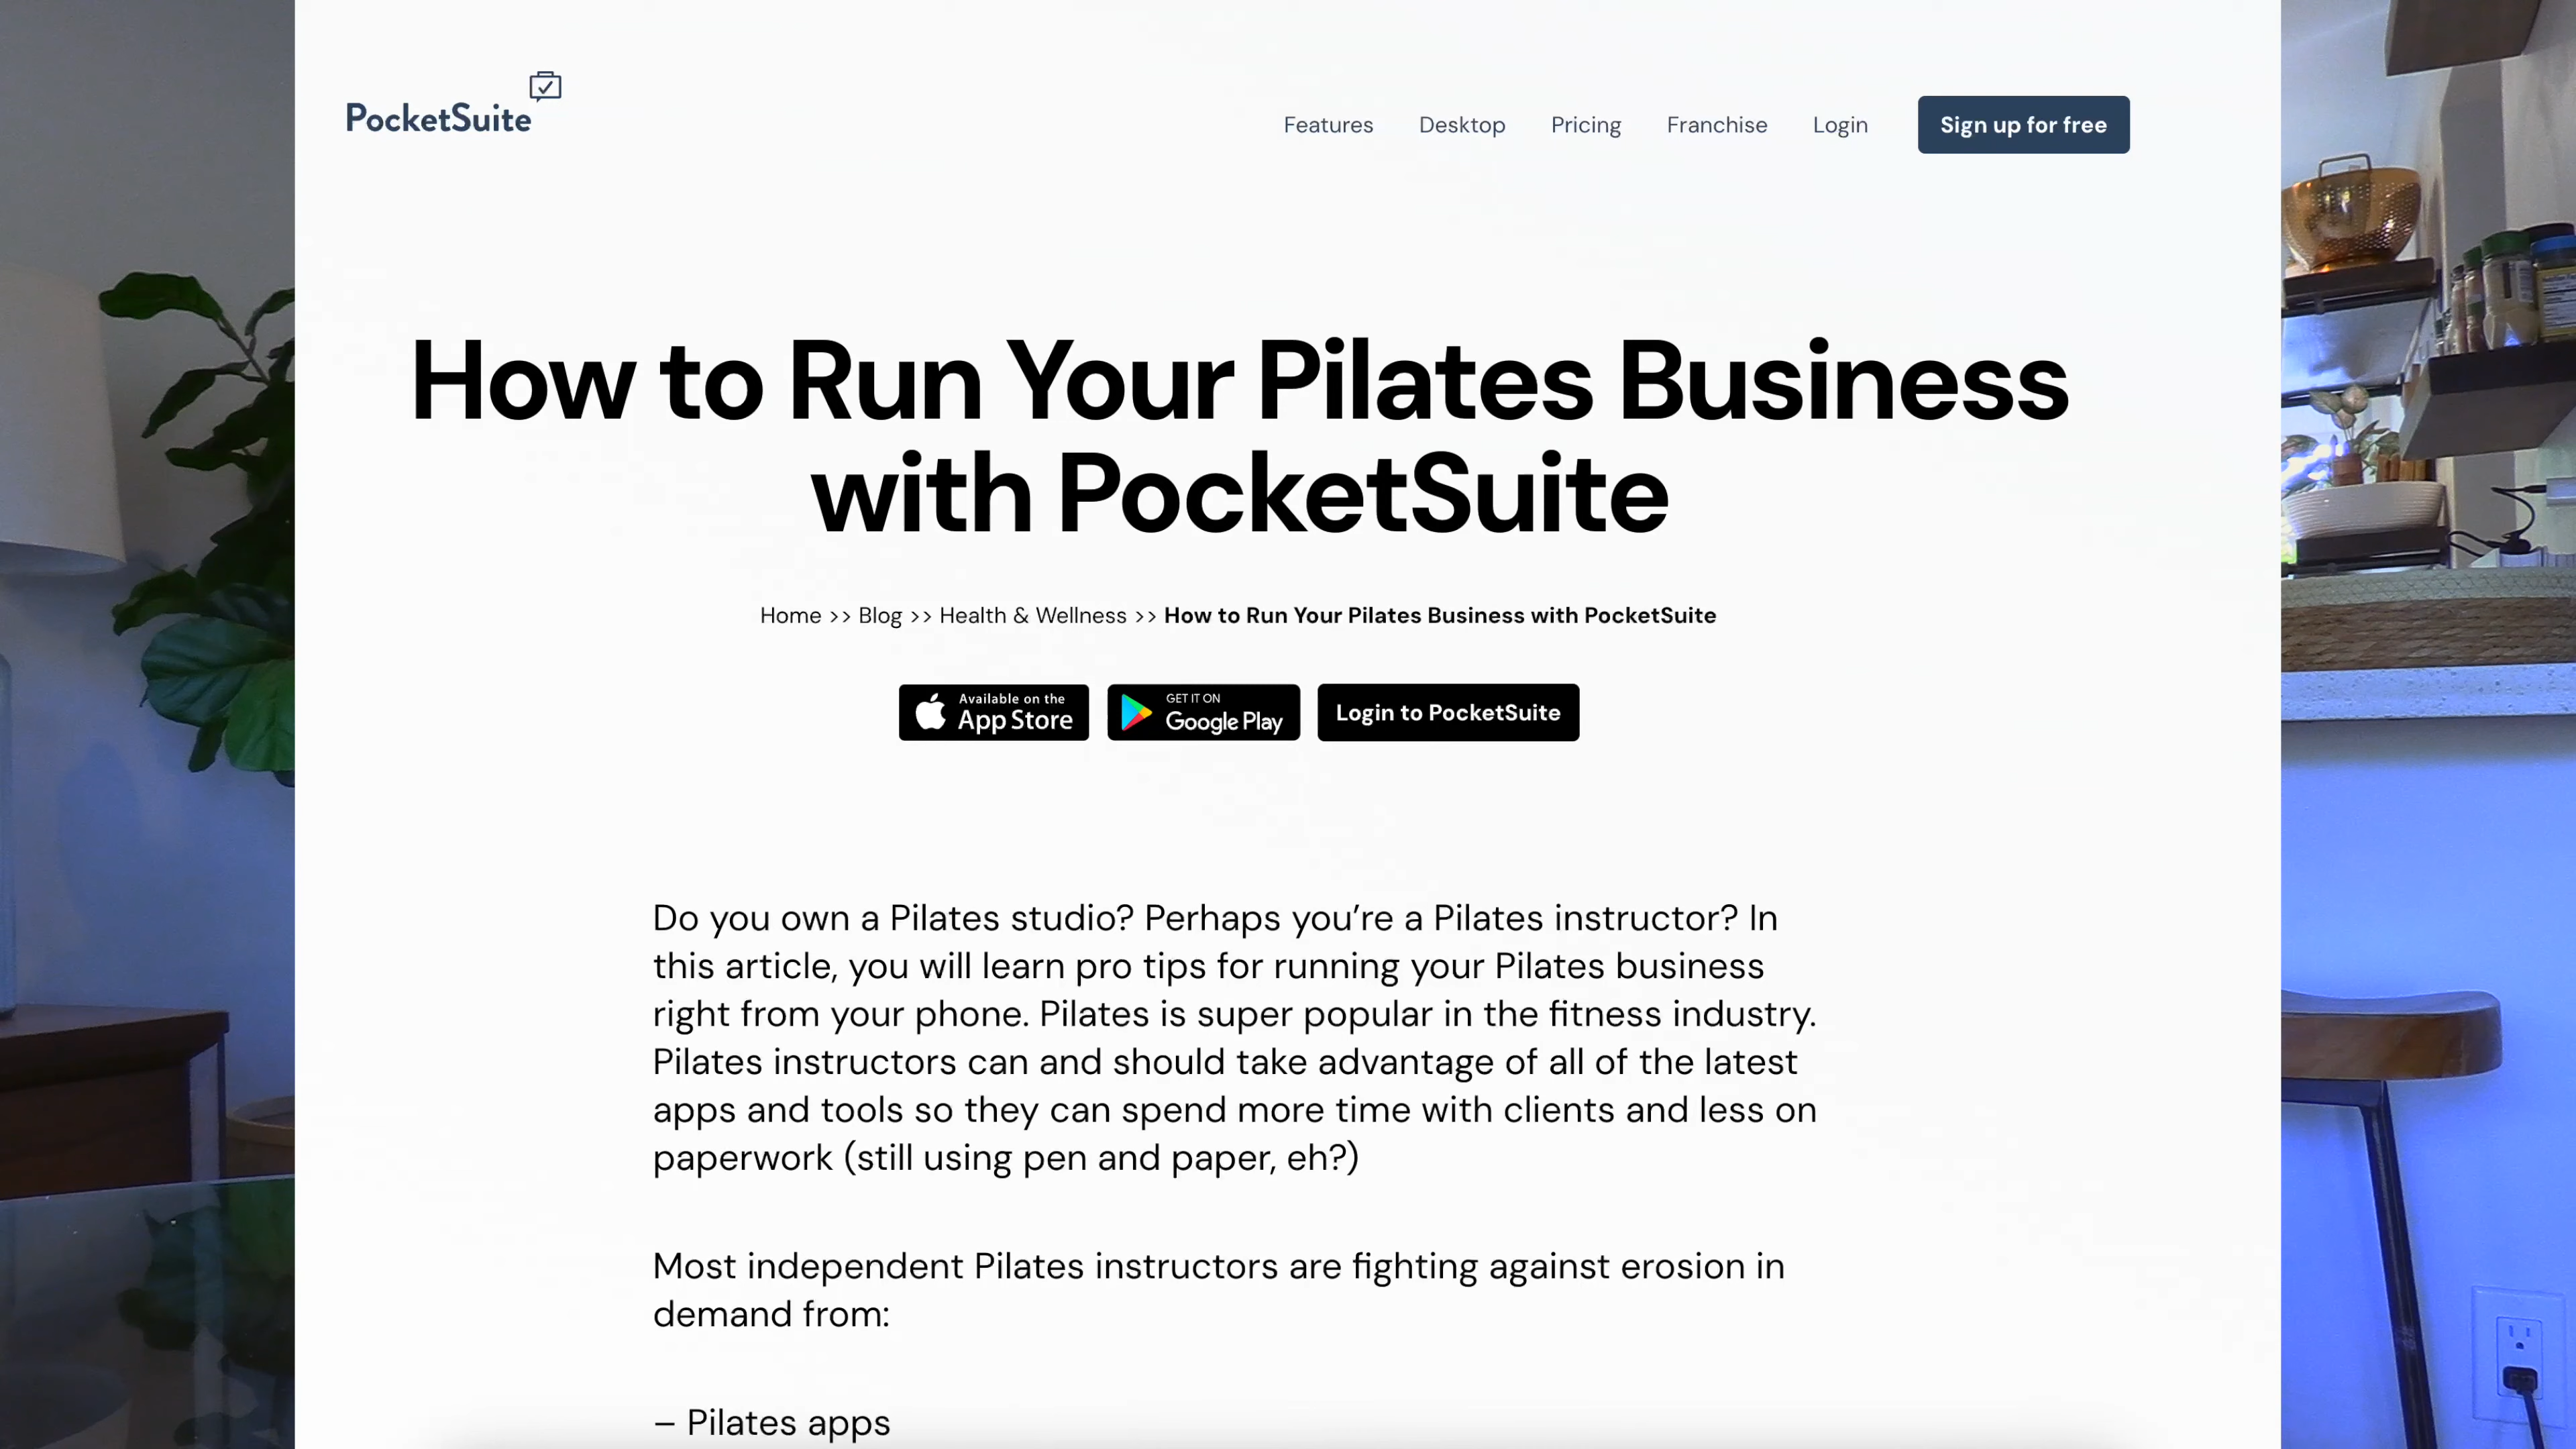 PocketSuite
Features
Desktop
Pricing
Franchise
Login
Sign up for free
How to Run Your Pilates Business
with PocketSuite
Home >> Blog >> Health & Wellness >> How to Run Your Pilates Business with PocketSuite
Available on the
App Store
GET IT ON
Google Play
Login to PocketSuite
Do you own a Pilates studio? Perhaps you’re a Pilates instructor? In
this article, you will learn pro tips for running your Pilates business
right from your phone. Pilates is super popular in the fitness industry.
Pilates instructors can and should take advantage of all of the latest
apps and tools so they can spend more time with clients and less on
paperwork (still using pen and paper, eh?)
Most independent Pilates instructors are fighting against erosion in
demand from:
– Pilates apps